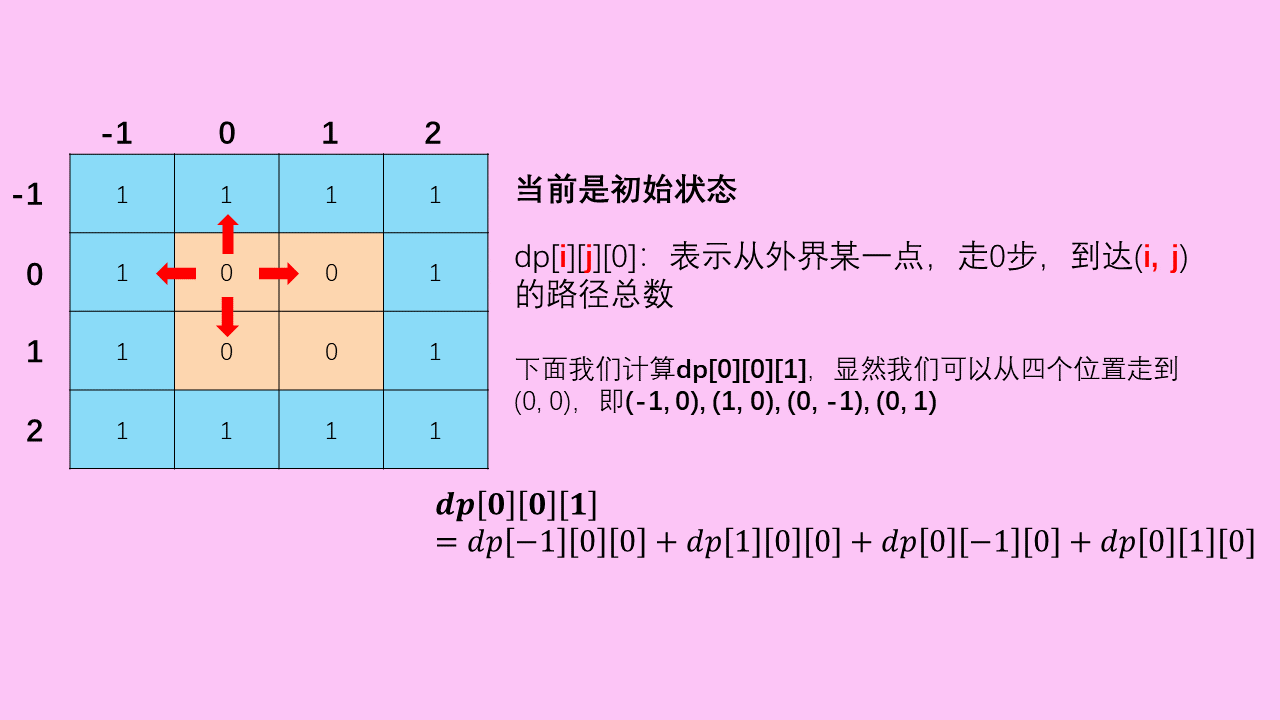 -1 0 1 2
-1 1 1 1 1
0 1 0 0 1
1 1 0 0 1
2 1 1 1 1
当前是初始状态
dp[i][j][0]：表示从外界某一点，走0步，到达(i, j)
的路径总数
下面我们计算dp[0][0][1]，显然我们可以从四个位置走到
(0, 0)，即(-1, 0), (1, 0), (0, -1), (0, 1)
dp[0][0][1]
= dp[−1][0][0] + dp[1][0][0] + dp[0][−1][0] + dp[0][1][0]